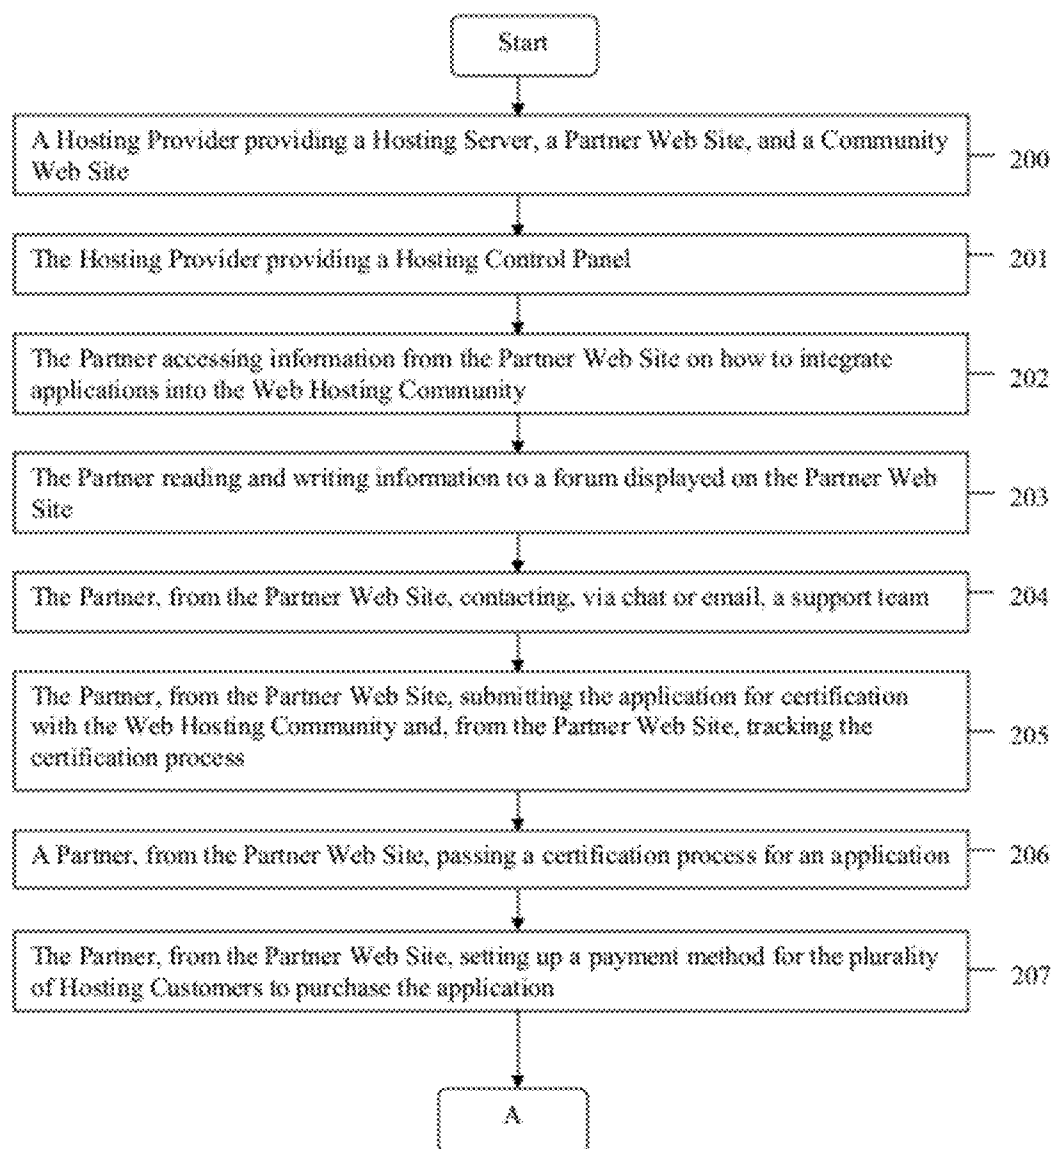 Start
A Hosting Provider providing a Hosting Server, a Partner Web Site, and a Community
Web Site
200
The Hosting Provider providing a Hosting Control Panel
201
The Partner accessing information from the Partner Web Site on how to integrate
applications into the Web Hosting Community
202
The Partner reading and writing information to a forum displayed on the Partner Web
Site
203
The Partner, from the Partner Web Site, contacting, via chat or email, a support team
204
The Partner, from the Partner Web Site, submitting the application for certification
with the Web Hosting Community and, from the Partner Web Site, tracking the
certification process
205
A Partner, from the Partner Web Site, passing a certification process for an application
206
The Partner, from the Partner Web Site, setting up a payment method for the plurality
of Hosting Customers to purchase the application
207
A